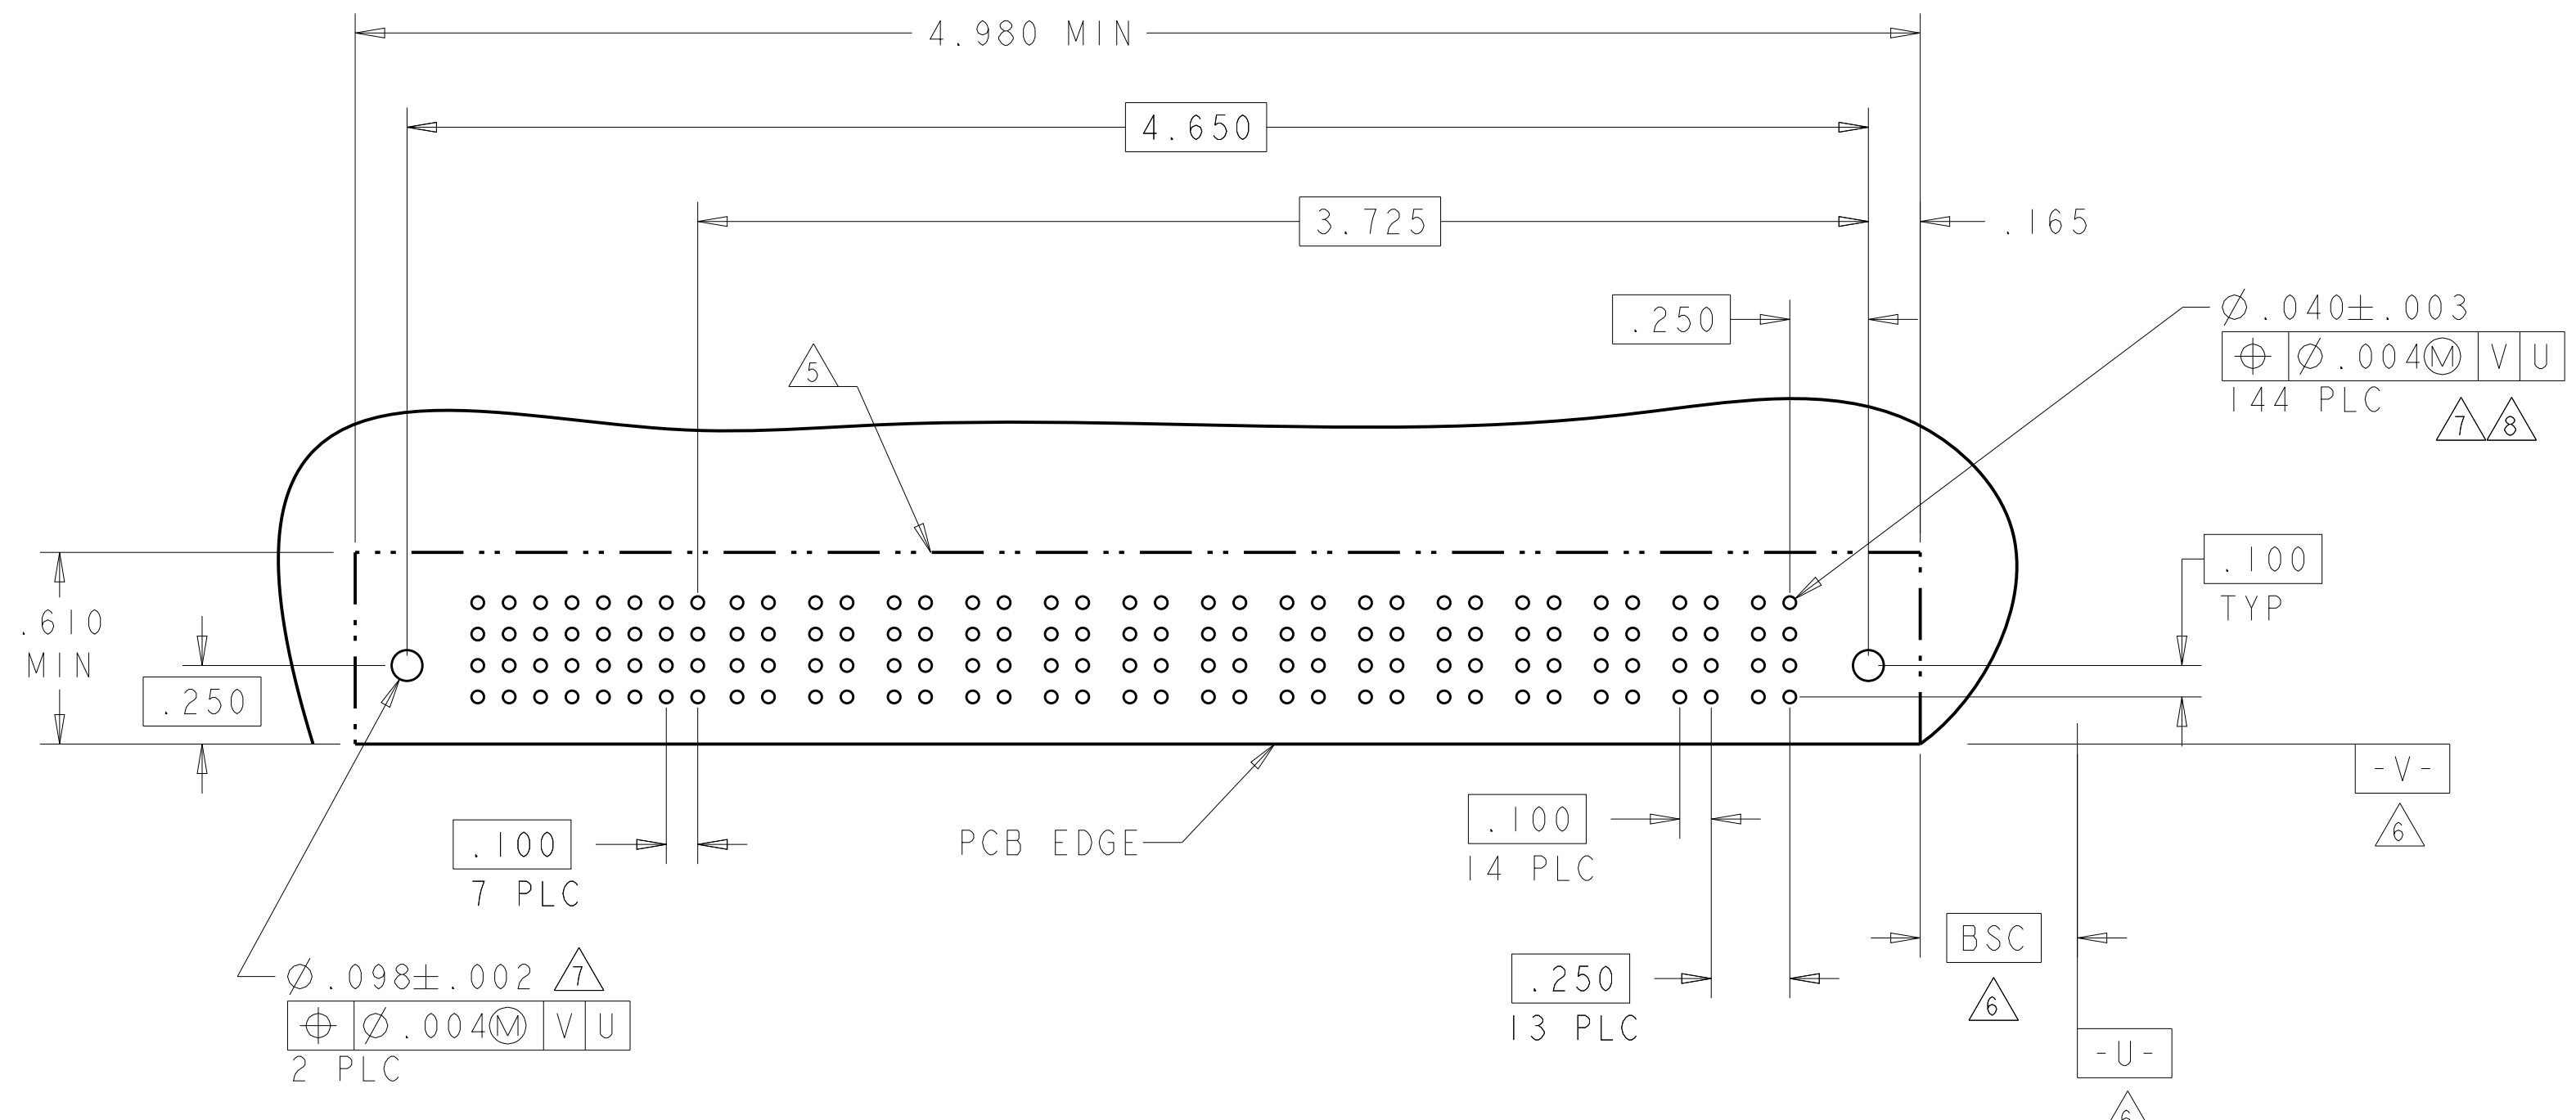 4.980 MIN
4.650
3.725
.165
.250
Ø.040±.003
⌖ Ø.004Ⓜ V U
144 PLC
7 8
5
.100
TYP
.610
MIN
.250
-V-
6
.100
7 PLC
PCB EDGE
.100
14 PLC
BSC
6
.250
13 PLC
Ø.098±.002 7
⌖ Ø.004Ⓜ V U
2 PLC
-U-
6